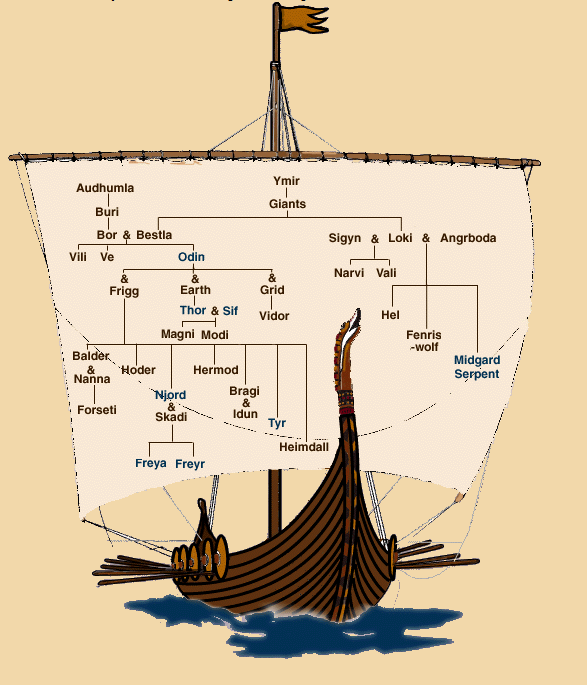 Ymir
Audhumla
Giants
Buri
Bor & Bestla
Sigyn & Loki & Angrboda
Vili Ve Odin
Narvi Vali
& & &
Frigg Earth Grid
Hel
Thor & Sif Vidor
Magni Modi
Fenris
-wolf
Balder
&
Nanna
Hoder
Hermod
Midgard
Serpent
Bragi
&
Idun
Njord
&
Skadi
Forseti
Tyr
Heimdall
Freya Freyr